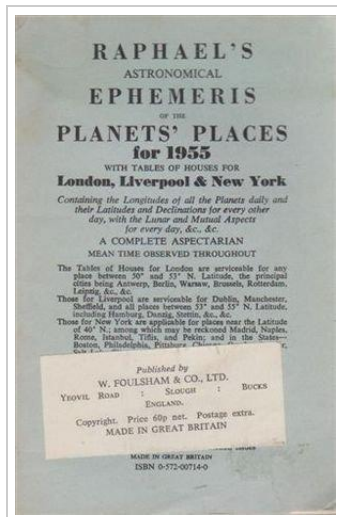 RAPHAEL'S
ASTRONOMICAL
EPHEMERIS
OF THE
PLANETS' PLACES
for 1955
WITH TABLES OF HOUSES FOR
London, Liverpool & New York
Containing the Longitudes of all the Planets daily and
their Latitudes and Declinations for every other
day, with the Lunar and Mutual Aspects
for every day, &c., &c.
A COMPLETE ASPECTARIAN
MEAN TIME OBSERVED THROUGHOUT
The Tables of Houses for London are serviceable for any
place between 50° and 53° N. Latitude, the principal
cities being Antwerp, Berlin, Warsaw, Brussels, Rotterdam,
Leipzig, &c., &c.
Those for Liverpool are serviceable for Dublin, Manchester,
Sheffield, and all places between 53° and 55° N. Latitude,
including Hamburg, Danzig, Stettin, &c., &c.
Those for New York are applicable for places near the Latitude
of 40° N.; among which may be reckoned Madrid, Naples,
Rome, Istanbul, Tiflis, and Pekin; and in the States—
Boston, Philadelphia, Pittsburg,
Published by
W. FOULSHAM & CO., LTD.
YEOVIL ROAD : SLOUGH : BUCKS
ENGLAND.
Copyright. Price 60p net. Postage extra.
MADE IN GREAT BRITAIN
MADE IN GREAT BRITAIN
ISBN 0-572-00714-0